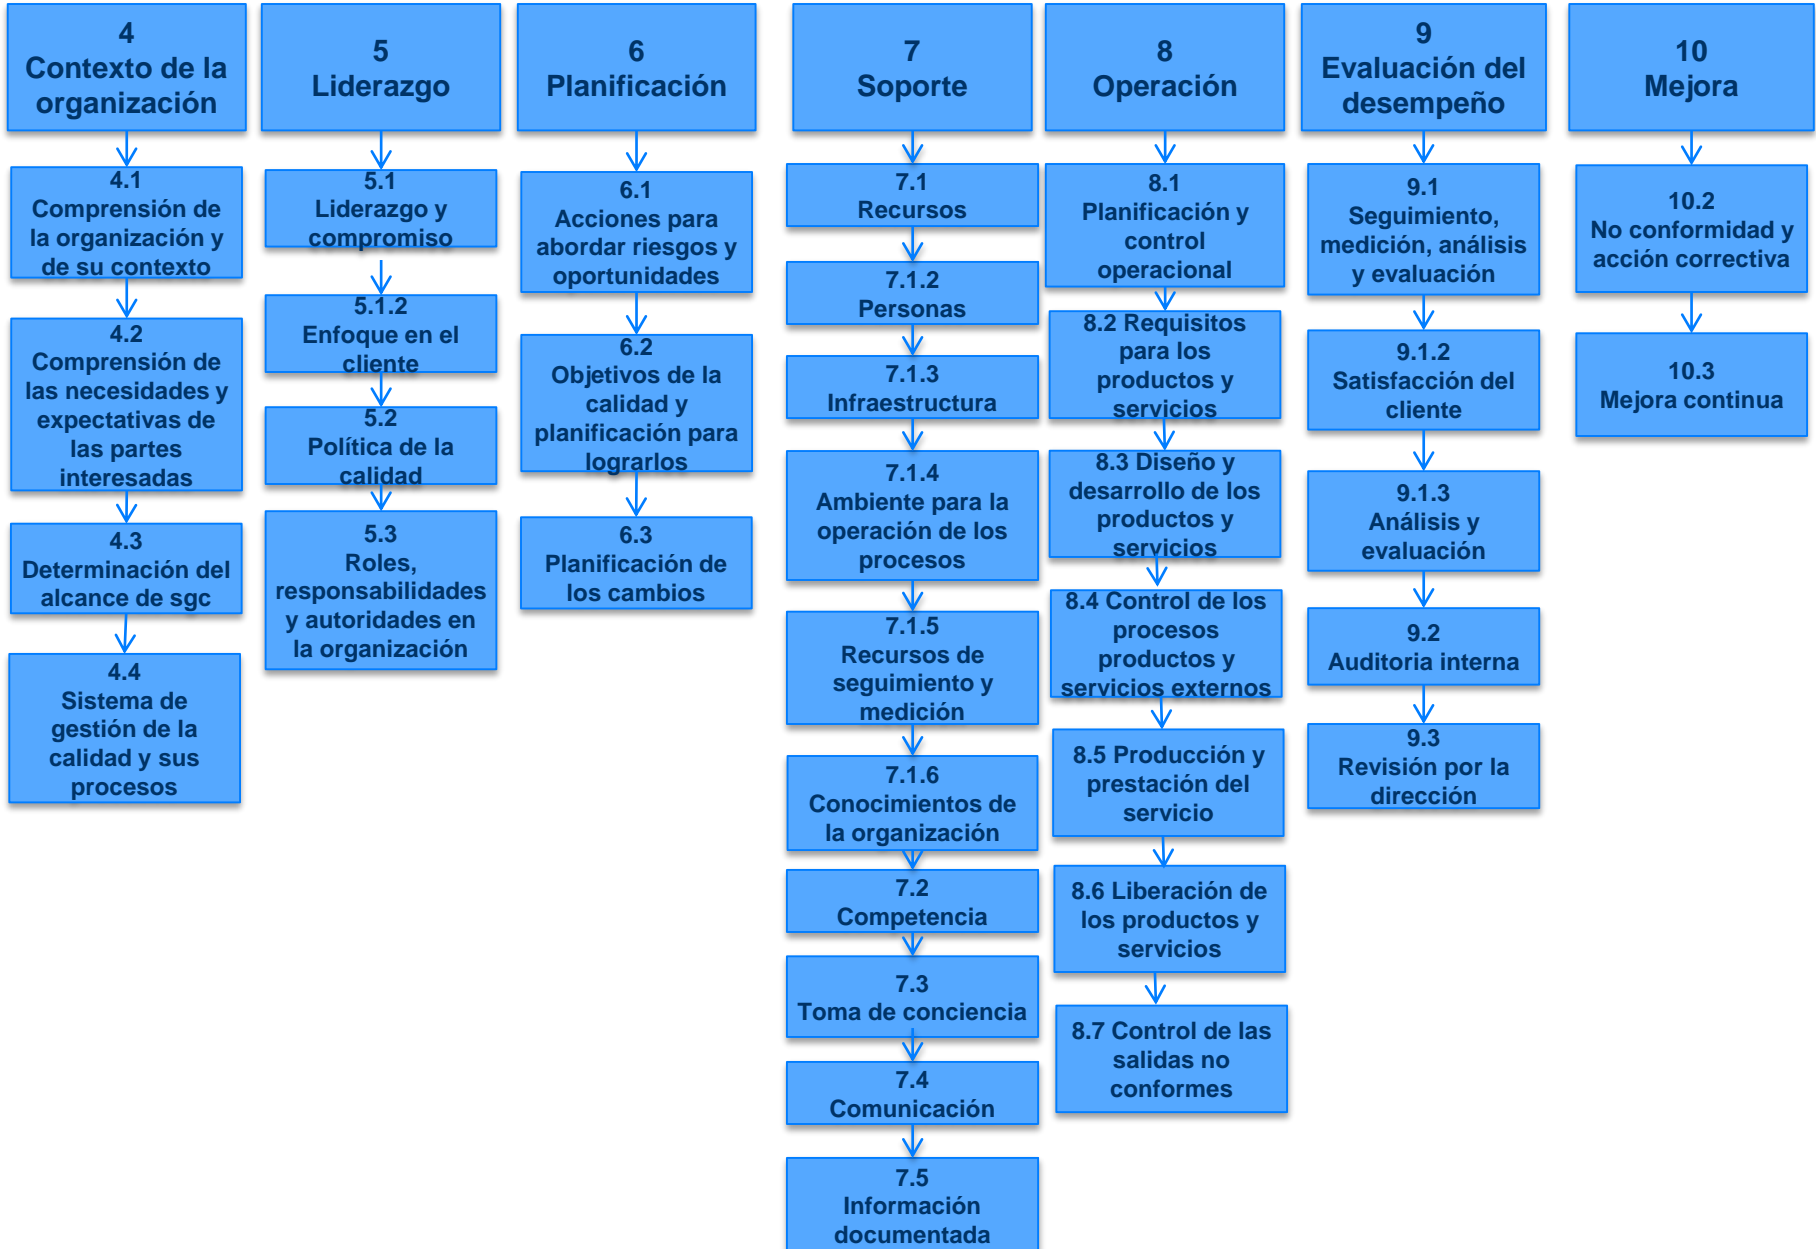 4
Contexto de la
organización
4.1
Comprensión de
la organización y
de su contexto
4.2
Comprensión de
las necesidades y
expectativas de
las partes
interesadas
4.3
Determinación del
alcance de sgc
4.4
Sistema de
gestión de la
calidad y sus
procesos
5
Liderazgo
5.1
Liderazgo y
compromiso
5.1.2
Enfoque en el
cliente
5.2
Política de la
calidad
5.3
Roles,
responsabilidades
y autoridades en
la organización
6
Planificación
6.1
Acciones para
abordar riesgos y
oportunidades
6.2
Objetivos de la
calidad y
planificación para
lograrlos
6.3
Planificación de
los cambios
7
Soporte
7.1
Recursos
7.1.2
Personas
7.1.3
Infraestructura
7.1.4
Ambiente para la
operación de los
procesos
7.1.5
Recursos de
seguimiento y
medición
7.1.6
Conocimientos de
la organización
7.2
Competencia
7.3
Toma de conciencia
7.4
Comunicación
7.5
Información
documentada
8
Operación
8.1
Planificación y
control
operacional
8.2 Requisitos
para los
productos y
servicios
8.3 Diseño y
desarrollo de los
productos y
servicios
8.4 Control de los
procesos
productos y
servicios externos
8.5 Producción y
prestación del
servicio
8.6 Liberación de
los productos y
servicios
8.7 Control de las
salidas no
conformes
9
Evaluación del
desempeño
9.1
Seguimiento,
medición, análisis
y evaluación
9.1.2
Satisfacción del
cliente
9.1.3
Análisis y
evaluación
9.2
Auditoria interna
9.3
Revisión por la
dirección
10
Mejora
10.2
No conformidad y
acción correctiva
10.3
Mejora continua